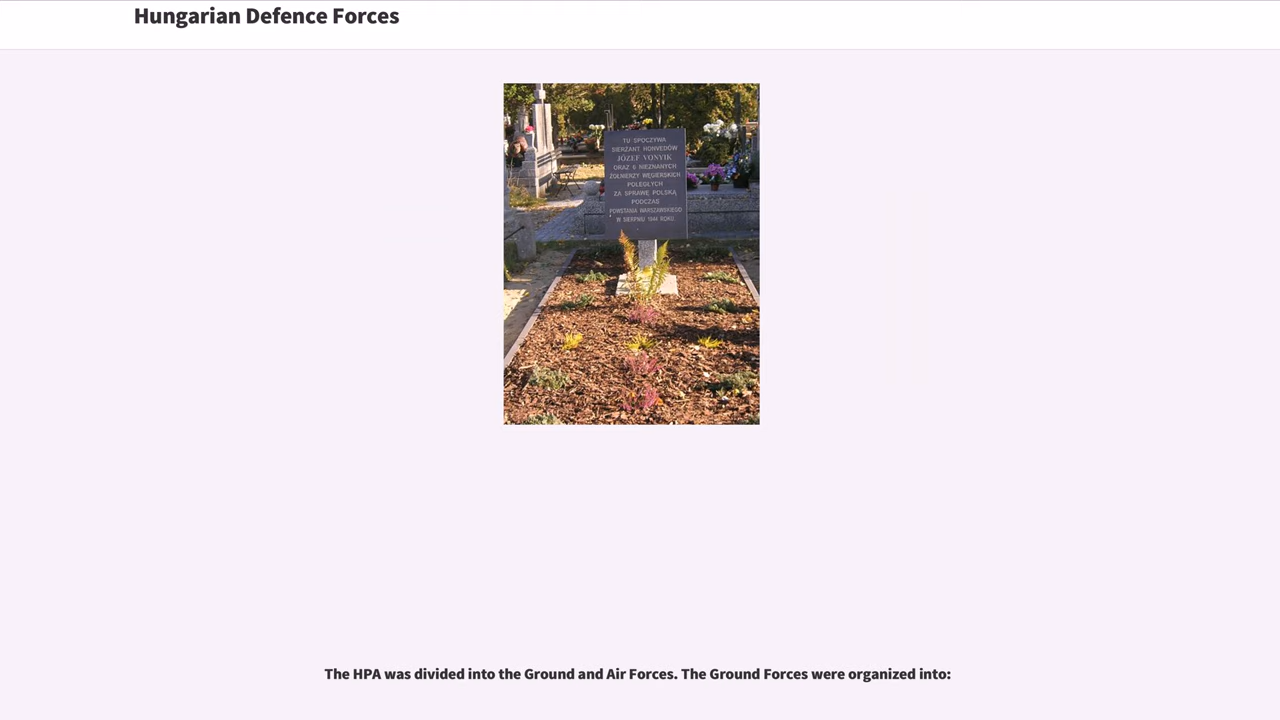 Hungarian Defence Forces
TU SPOCZYWA
SIERŻANT HONVEDÓW
JÓZEF VONYIK
ORAZ 6 NIEZNANYCH
ŻOŁNIERZY WĘGIERSKICH
POLEGŁYCH
ZA SPRAWĘ POLSKĄ
PODCZAS
POWSTANIA WARSZAWSKIEGO
W SIERPNIU 1944 ROKU.
The HPA was divided into the Ground and Air Forces. The Ground Forces were organized into: